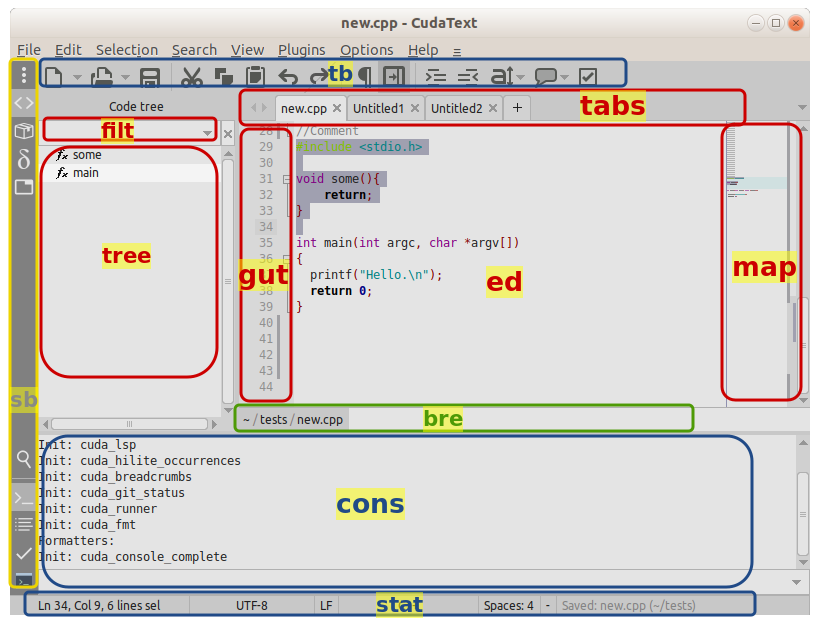 new.cpp - CudaText
File Edit Selection Search View Plugins Options Help
tb
Code tree
new.cpp Untitled1 Untitled2 +
tabs
filt
some
main
tree
28 //Comment
29 #include <stdio.h>
30
31 void some(){
32 return;
33 }
34
35 int main(int argc, char *argv[])
36 {
printf("Hello.\n");
38 return 0;
39 }
40
41
42
43
44
gut
ed
map
sb
~ / tests / new.cpp
bre
Init: cuda_lsp
Init: cuda_hilite_occurrences
Init: cuda_breadcrumbs
Init: cuda_git_status
Init: cuda_runner
Init: cuda_fmt
Formatters:
Init: cuda_console_complete
cons
Ln 34, Col 9, 6 lines sel UTF-8 LF stat Spaces: 4 - Saved: new.cpp (~/tests)